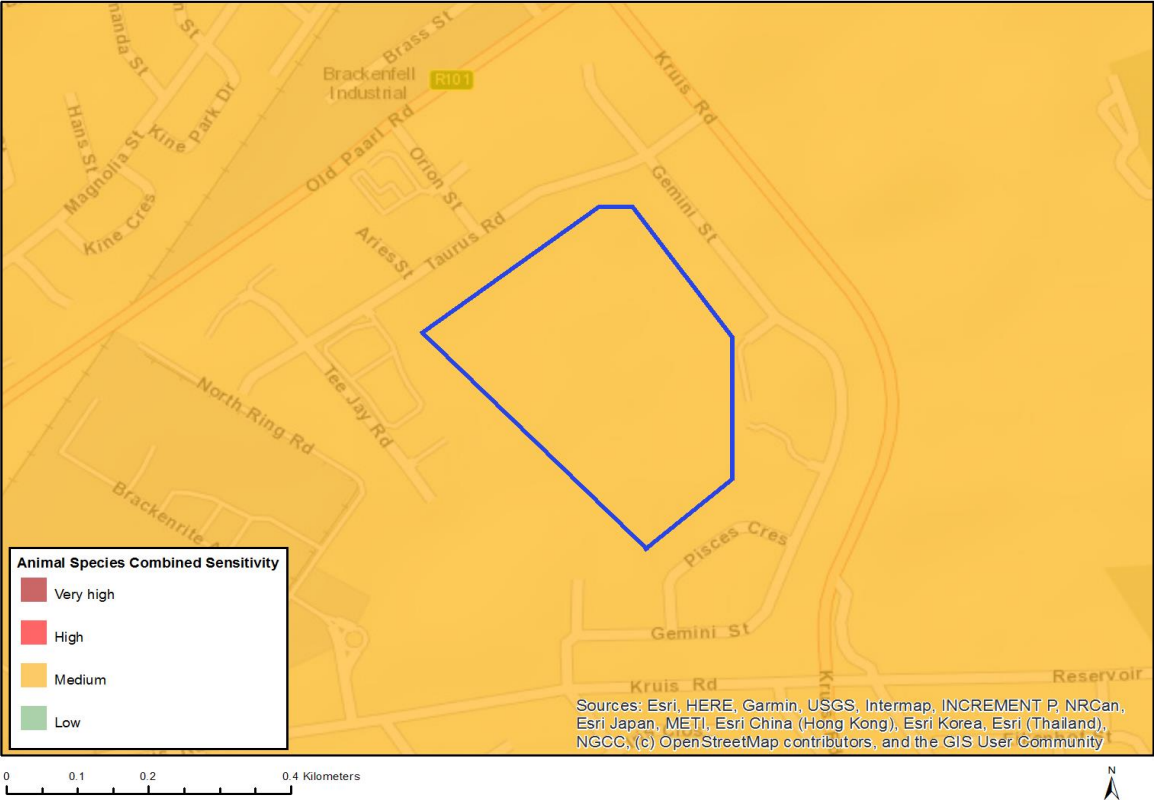 Brass St
Brackenfell
Industrial
R101
Kruis Rd
Hans St
Kine Park Dr
Magnolia St
Old Paarl Rd
Orion St
Kine Cres
Gemini St
Aries St
Taurus Rd
North Ring Rd
Tee Jay Rd
Brackenrite
Pisces Cres
Gemini St
Kruis Rd
Reservoir
Animal Species Combined Sensitivity
Very high
High
Medium
Low
Sources: Esri, HERE, Garmin, USGS, Intermap, INCREMENT P, NRCan,
Esri Japan, METI, Esri China (Hong Kong), Esri Korea, Esri (Thailand),
NGCC, (c) OpenStreetMap contributors, and the GIS User Community
0 0.1 0.2 0.4 Kilometers
N